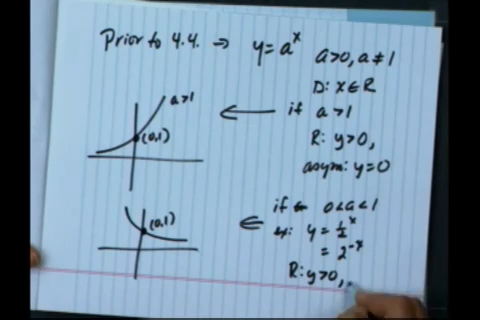 Prior to 4.4. → y=a^x
a>0, a≠1
D: x∈R
a>1
← if a>1
(0,1)
R: y>0,
asym: y=0
if 0<a<1
(0,1)
← ex: y = ½^x
= 2^-x
R: y>0,